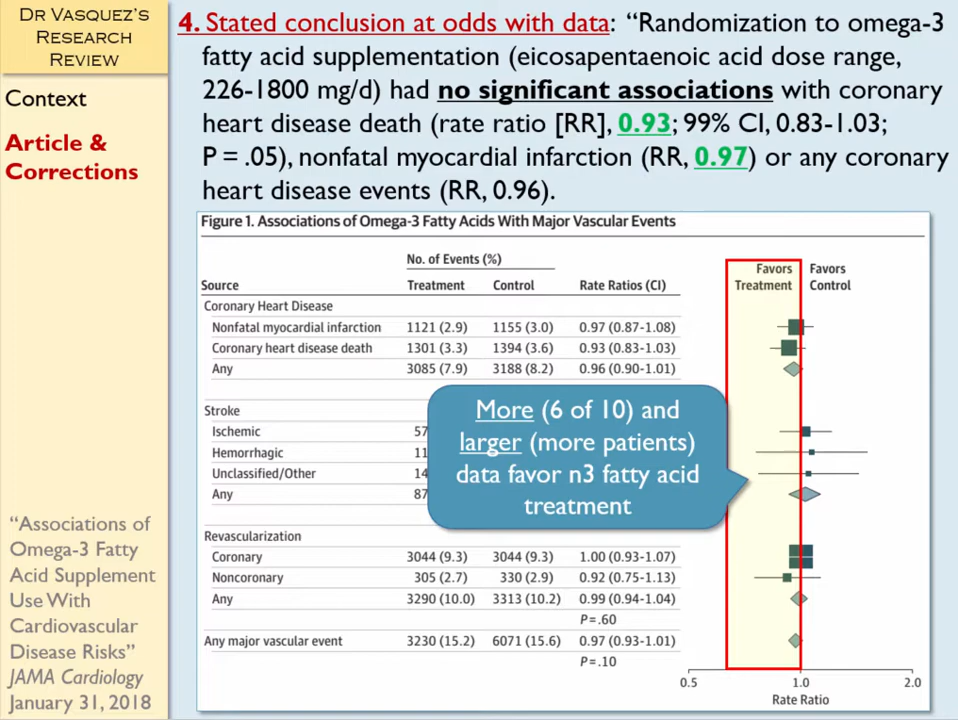 DR VASQUEZ'S
RESEARCH
REVIEW
Context
Article &
Corrections
"Associations of
Omega-3 Fatty
Acid Supplement
Use With
Cardiovascular
Disease Risks"
JAMA Cardiology
January 31, 2018
4. Stated conclusion at odds with data: "Randomization to omega-3
fatty acid supplementation (eicosapentaenoic acid dose range,
226-1800 mg/d) had no significant associations with coronary
heart disease death (rate ratio [RR], 0.93; 99% CI, 0.83-1.03;
P = .05), nonfatal myocardial infarction (RR, 0.97) or any coronary
heart disease events (RR, 0.96).
Figure 1. Associations of Omega-3 Fatty Acids With Major Vascular Events
No. of Events (%)
Source Treatment Control Rate Ratios (CI) Favors Treatment Favors Control
Coronary Heart Disease
Nonfatal myocardial infarction 1121 (2.9) 1155 (3.0) 0.97 (0.87-1.08)
Coronary heart disease death 1301 (3.3) 1394 (3.6) 0.93 (0.83-1.03)
Any 3085 (7.9) 3188 (8.2) 0.96 (0.90-1.01)
Stroke
Ischemic 57
Hemorrhagic 11
Unclassified/Other 14
Any 87
More (6 of 10) and
larger (more patients)
data favor n3 fatty acid
treatment
Revascularization
Coronary 3044 (9.3) 3044 (9.3) 1.00 (0.93-1.07)
Noncoronary 305 (2.7) 330 (2.9) 0.92 (0.75-1.13)
Any 3290 (10.0) 3313 (10.2) 0.99 (0.94-1.04)
P=.60
Any major vascular event 3230 (15.2) 6071 (15.6) 0.97 (0.93-1.01)
P=.10
0.5 1.0 2.0
Rate Ratio